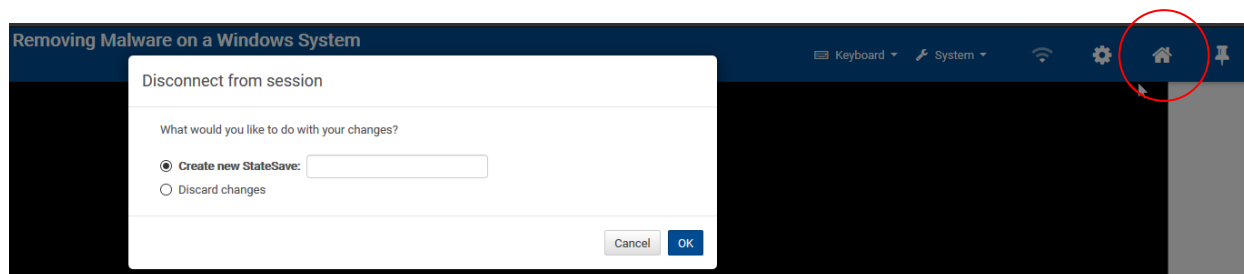 Removing Malware on a Windows System
Keyboard System
Disconnect from session
What would you like to do with your changes?
Create new StateSave:
Discard changes
Cancel OK